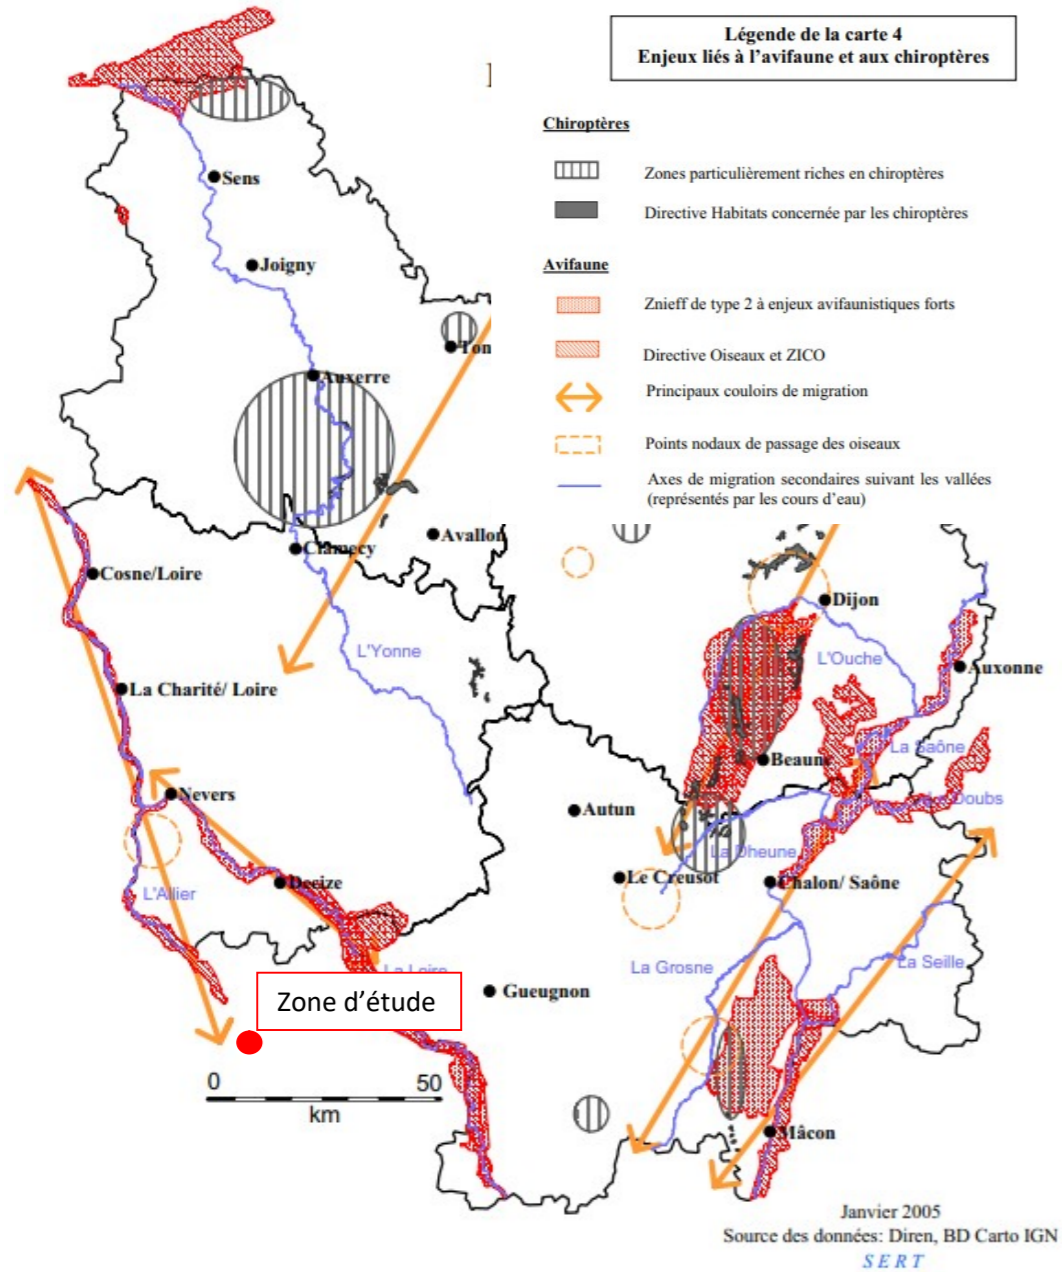 Légende de la carte 4
Enjeux liés à l'avifaune et aux chiroptères
Chiroptères
Zones particulièrement riches en chiroptères
Directive Habitats concernée par les chiroptères
Avifaune
Znieff de type 2 à enjeux avifaunistiques forts
Directive Oiseaux et ZICO
Principaux couloirs de migration
Points nodaux de passage des oiseaux
Axes de migration secondaires suivant les vallées
(représentés par les cours d'eau)
Sens
Joigny
Ton
Auxerre
Avallon
Clamecy
Cosne/Loire
L'Yonne
La Charité/ Loire
Nevers
L'Allier
Decize
La Loire
Zone d'étude
Gueugnon
0 50
km
Dijon
L'Ouche
Auxonne
La Saône
Beaune
Le Doubs
Autun
La Dheune
Le Creusot
Chalon/ Saône
La Grosne
La Seille
Mâcon
Janvier 2005
Source des données: Diren, BD Carto IGN
SERT